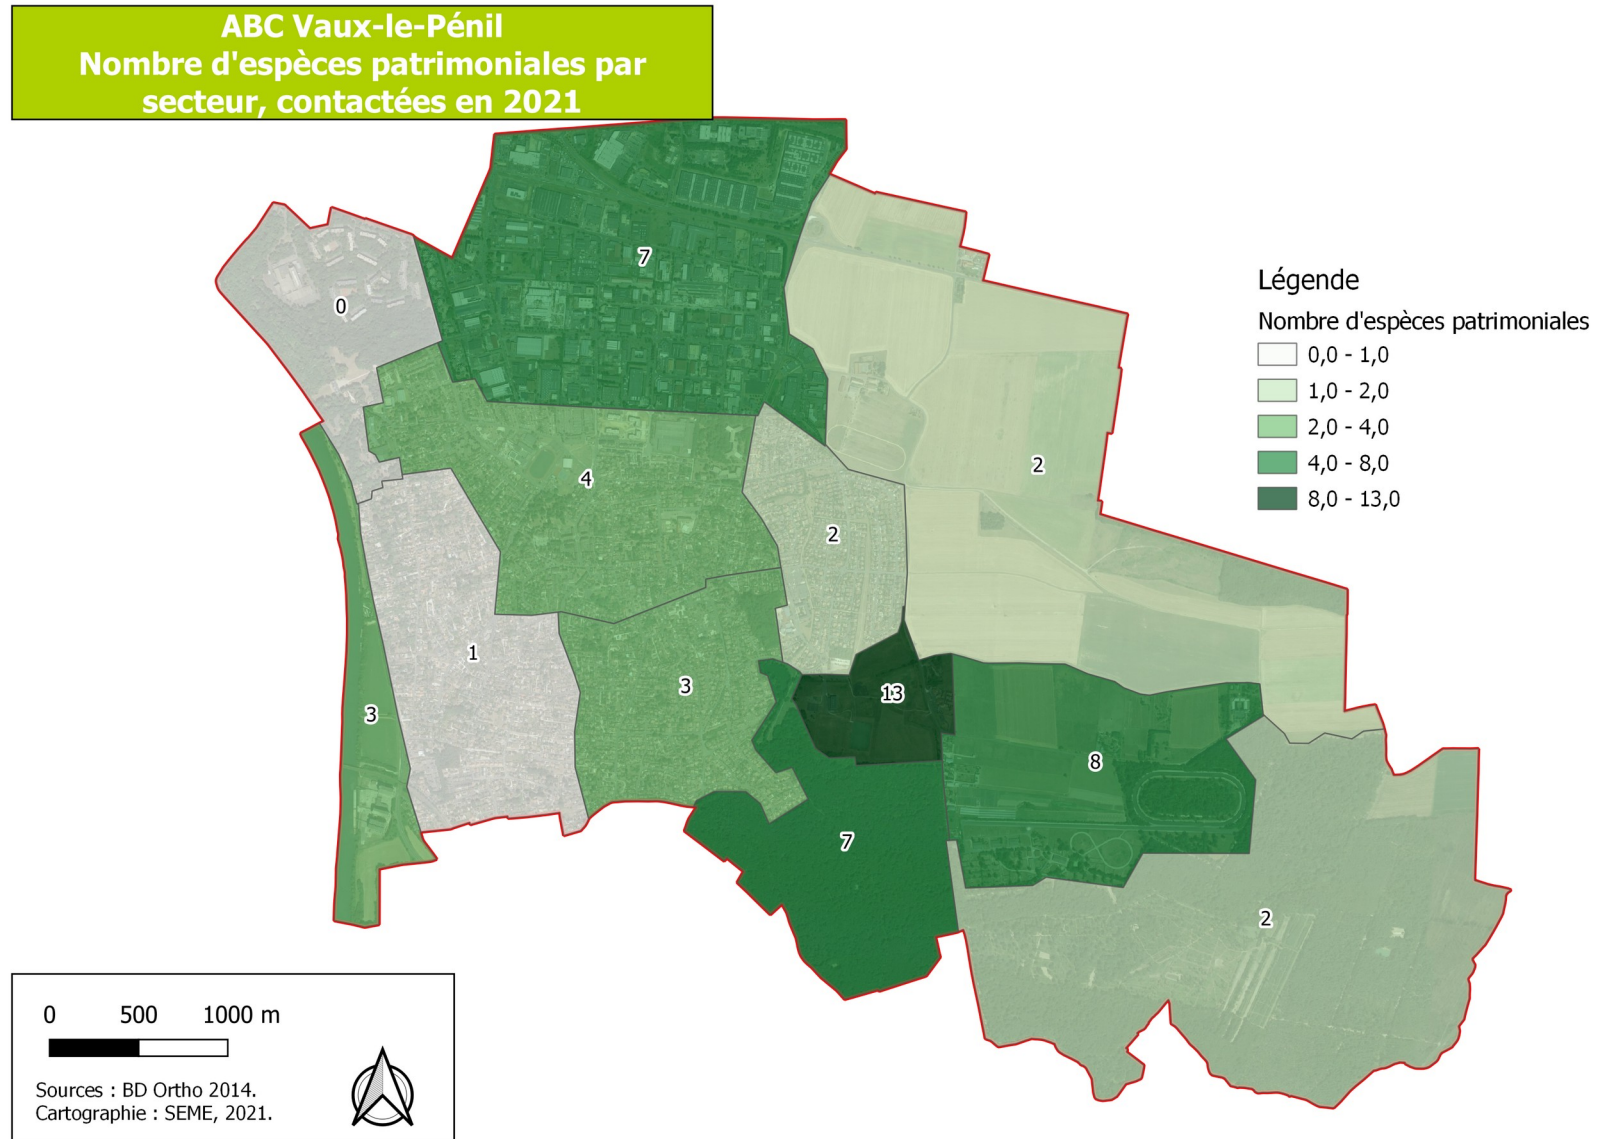 ABC Vaux-le-Pénil
Nombre d'espèces patrimoniales par
secteur, contactées en 2021
7
0
2
4
2
1
3
3
13
8
7
2
Légende
Nombre d'espèces patrimoniales
0,0 - 1,0
1,0 - 2,0
2,0 - 4,0
4,0 - 8,0
8,0 - 13,0
0 500 1000 m
Sources : BD Ortho 2014.
Cartographie : SEME, 2021.